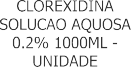 CLOREXIDINA
SOLUCAO AQUOSA
0.2% 1000ML -
UNIDADE